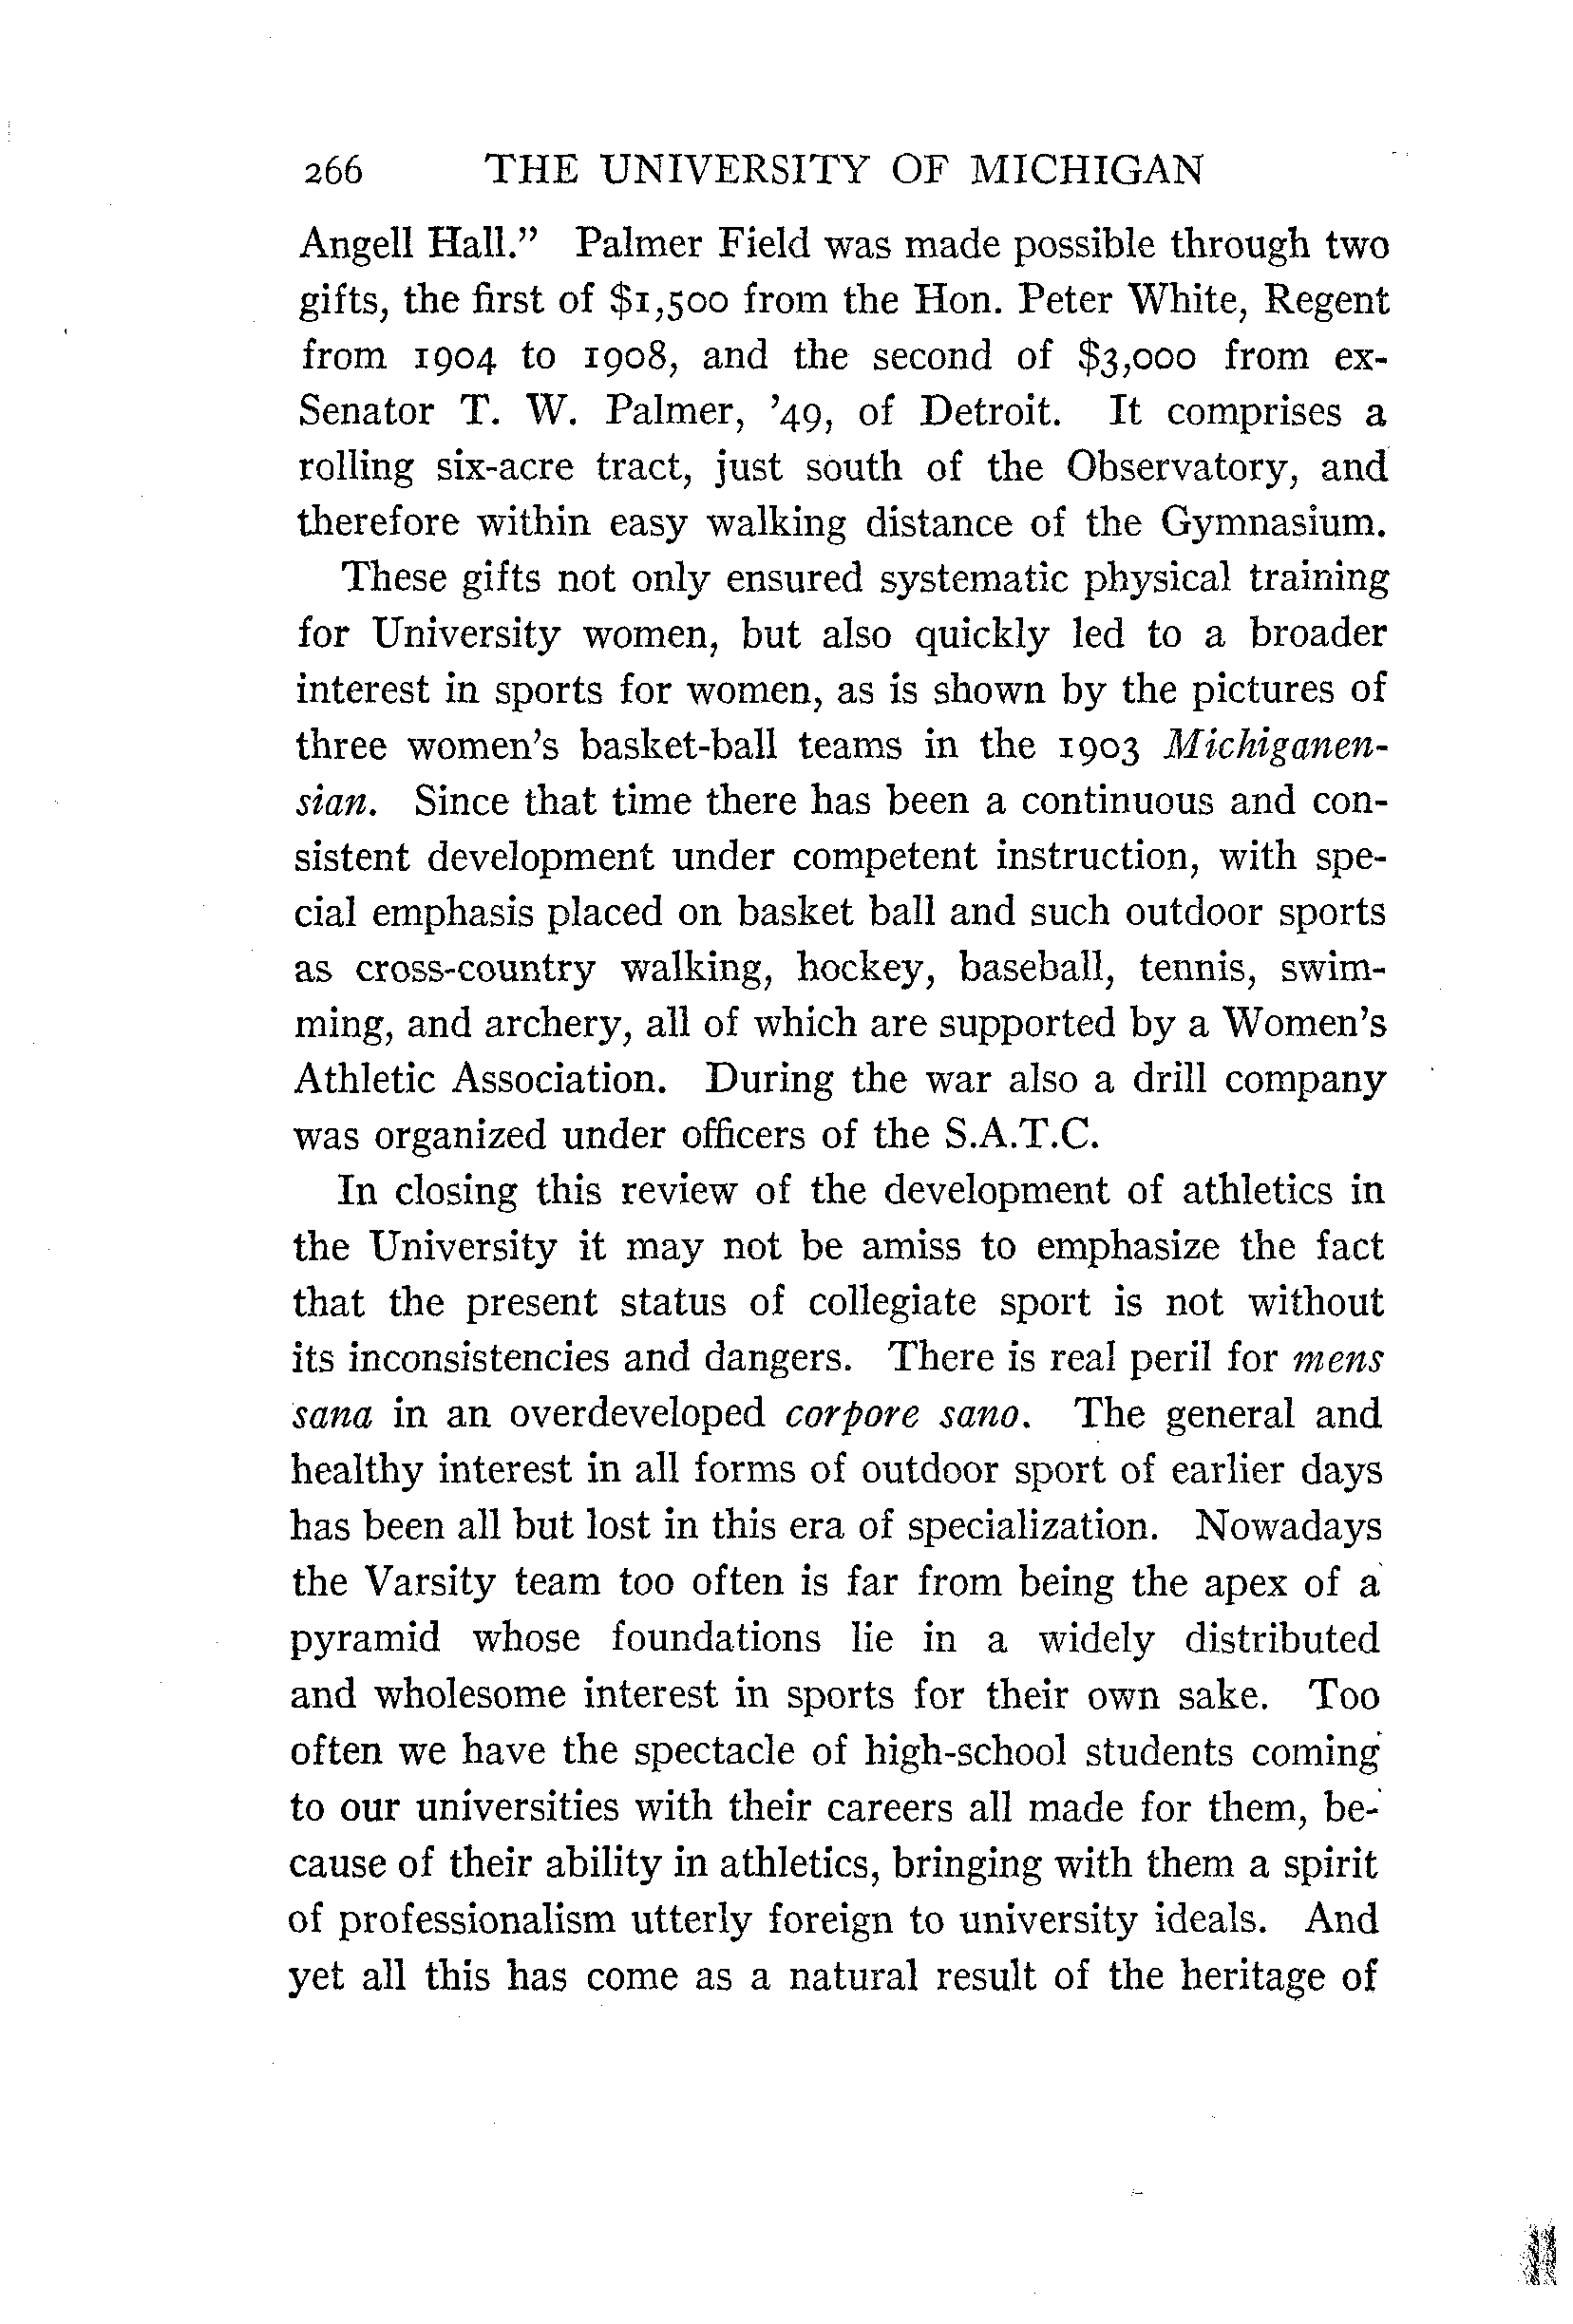 266 THE UNIVERSITY OF MICHIGAN
Angell Hall." Palmer Field was made possible through two
gifts, the first of $1,500 from the Hon. Peter White, Regent
from 1904 to 1908, and the second of $3,000 from ex-
Senator T. W. Palmer, '49, of Detroit. It comprises a
rolling six-acre tract, just south of the Observatory, and
therefore within easy walking distance of the Gymnasium.
These gifts not only ensured systematic physical training
for University women, but also quickly led to a broader
interest in sports for women, as is shown by the pictures of
three women's basket-ball teams in the 1903 Michiganen-
sian. Since that time there has been a continuous and con-
sistent development under competent instruction, with spe-
cial emphasis placed on basket ball and such outdoor sports
as cross-country walking, hockey, baseball, tennis, swim-
ming, and archery, all of which are supported by a Women's
Athletic Association. During the war also a drill company
was organized under officers of the S.A.T.C.
In closing this review of the development of athletics in
the University it may not be amiss to emphasize the fact
that the present status of collegiate sport is not without
its inconsistencies and dangers. There is real peril for mens
sana in an overdeveloped corpore sano. The general and
healthy interest in all forms of outdoor sport of earlier days
has been all but lost in this era of specialization. Nowadays
the Varsity team too often is far from being the apex of a
pyramid whose foundations lie in a widely distributed
and wholesome interest in sports for their own sake. Too
often we have the spectacle of high-school students coming
to our universities with their careers all made for them, be-
cause of their ability in athletics, bringing with them a spirit
of professionalism utterly foreign to university ideals. And
yet all this has come as a natural result of the heritage of